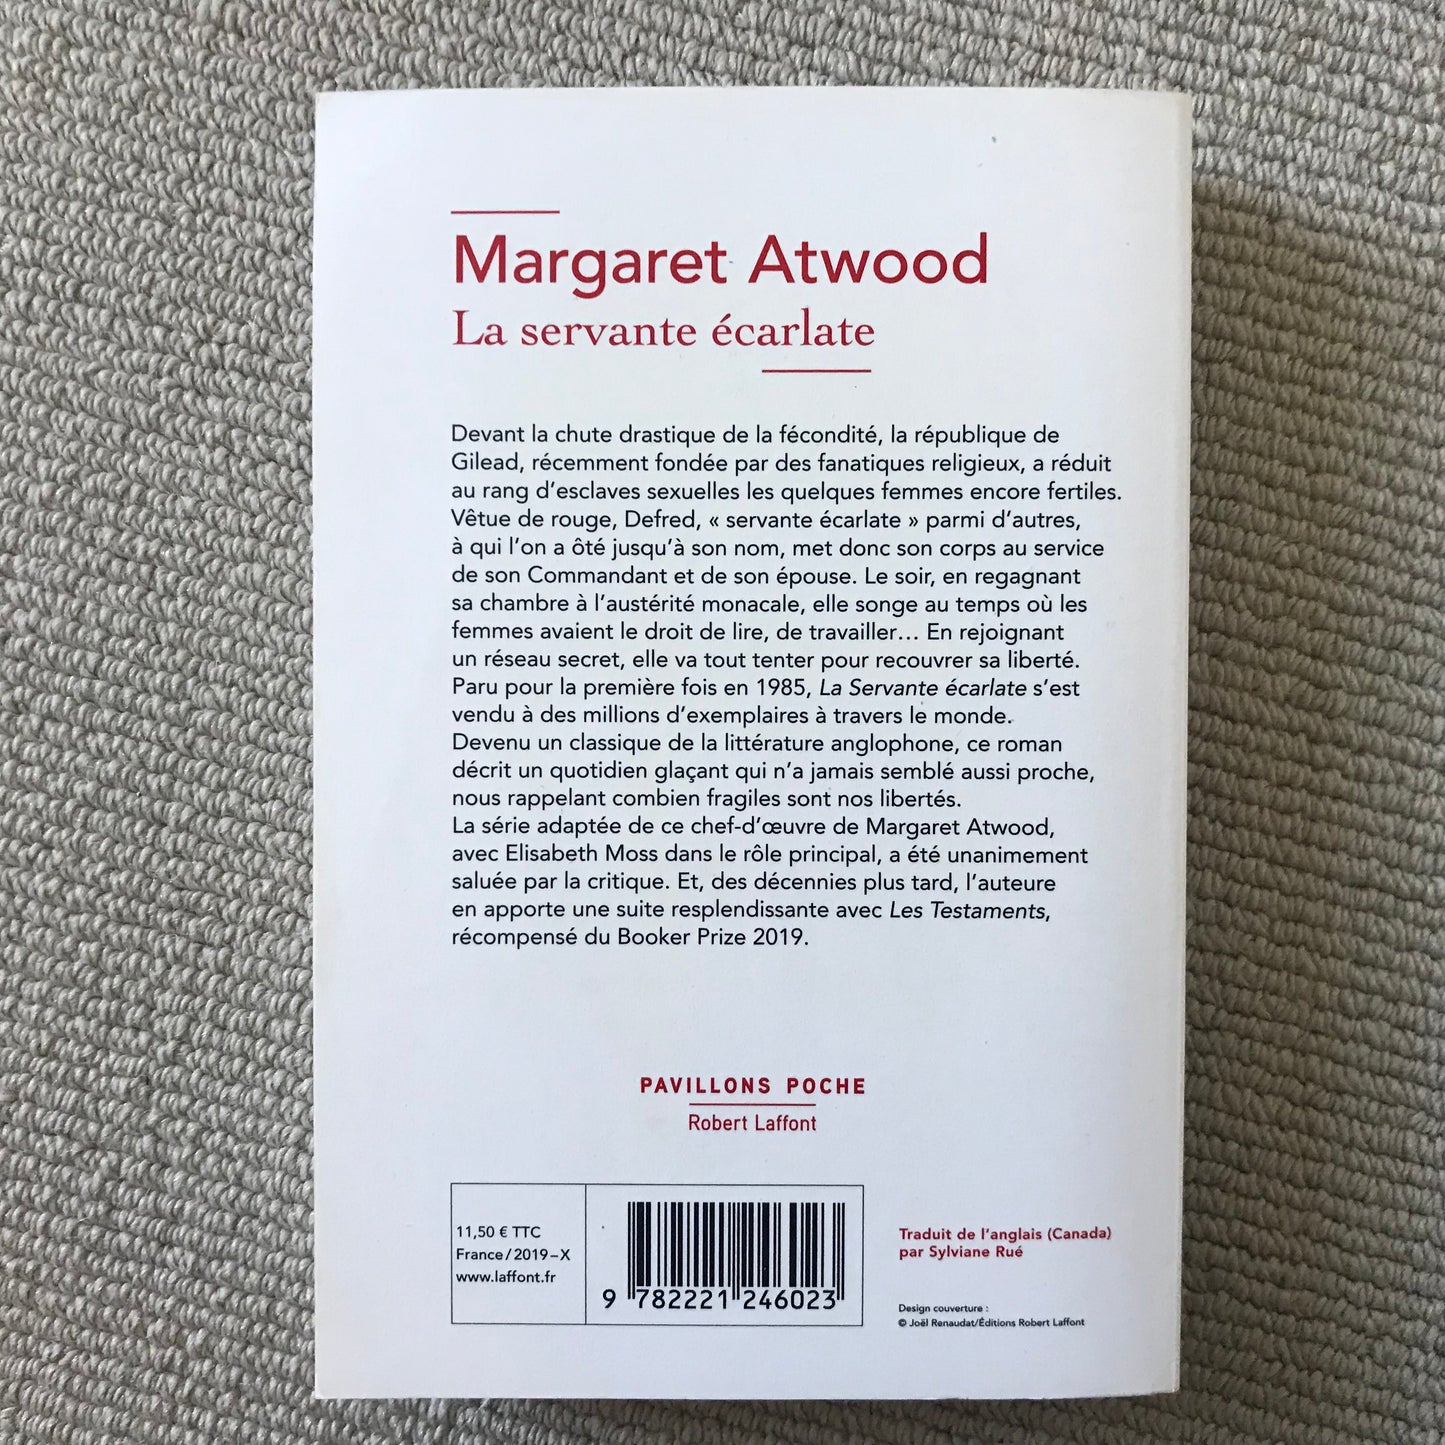 Margaret Atwood
La servante écarlate
Devant la chute drastique de la fécondité, la république de
Gilead, récemment fondée par des fanatiques religieux, a réduit
au rang d'esclaves sexuelles les quelques femmes encore fertiles.
Vêtue de rouge, Defred, « servante écarlate » parmi d'autres,
à qui l'on a ôté jusqu'à son nom, met donc son corps au service
de son Commandant et de son épouse. Le soir, en regagnant
sa chambre à l'austérité monacale, elle songe au temps où les
femmes avaient le droit de lire, de travailler… En rejoignant
un réseau secret, elle va tout tenter pour recouvrer sa liberté.
Paru pour la première fois en 1985, La Servante écarlate s'est
vendu à des millions d'exemplaires à travers le monde.
Devenu un classique de la littérature anglophone, ce roman
décrit un quotidien glaçant qui n'a jamais semblé aussi proche,
nous rappelant combien fragiles sont nos libertés.
La série adaptée de ce chef-d'œuvre de Margaret Atwood,
avec Elisabeth Moss dans le rôle principal, a été unanimement
saluée par la critique. Et, des décennies plus tard, l'auteure
en apporte une suite resplendissante avec Les Testaments,
récompensé du Booker Prize 2019.
PAVILLONS POCHE
Robert Laffont
11,50 € TTC
France/2019–X
www.laffont.fr
9 782221 246023
Traduit de l'anglais (Canada)
par Sylviane Rué
Design couverture :
© Joël Renaudat/Éditions Robert Laffont